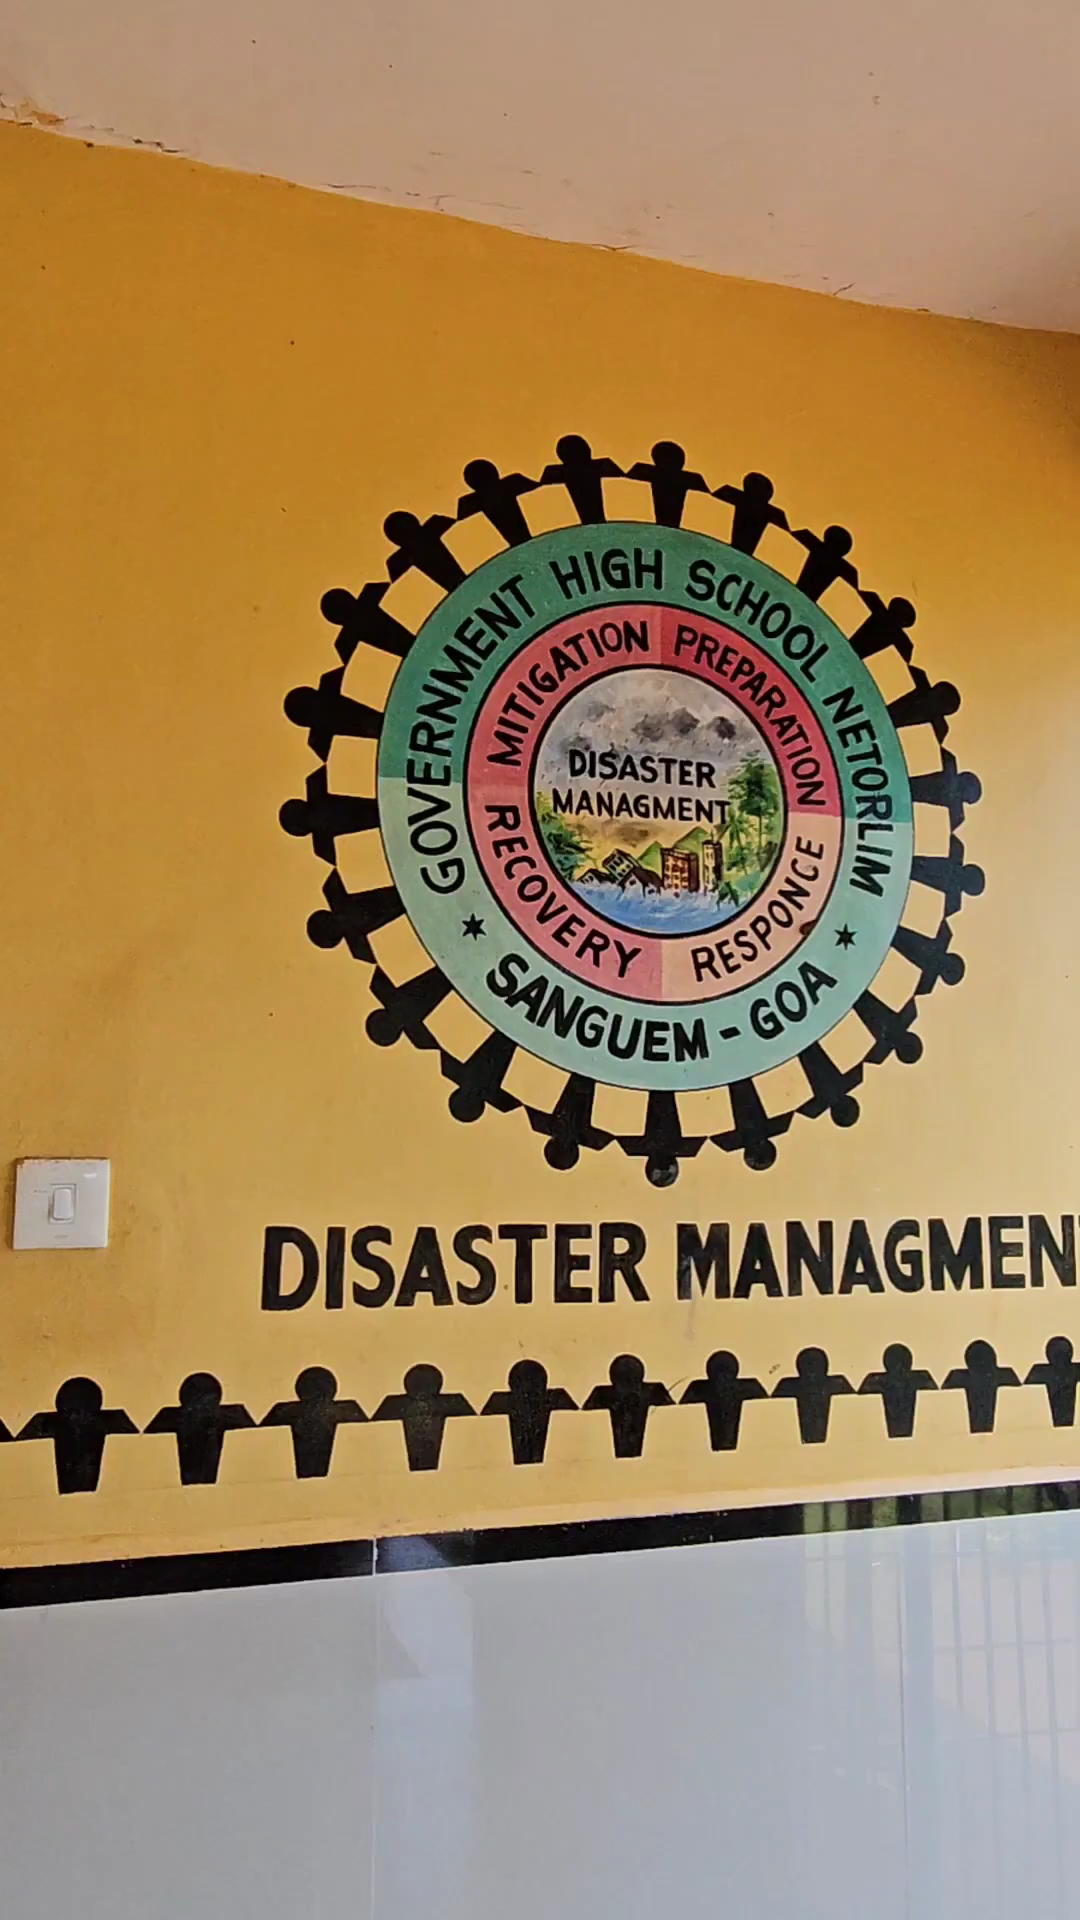 GOVERNMENT HIGH SCHOOL NETORLIM
SANGUEM - GOA
MITIGATION
PREPARATION
RESPONCE
RECOVERY
DISASTER
MANAGMENT
DISASTER MANAGMEN